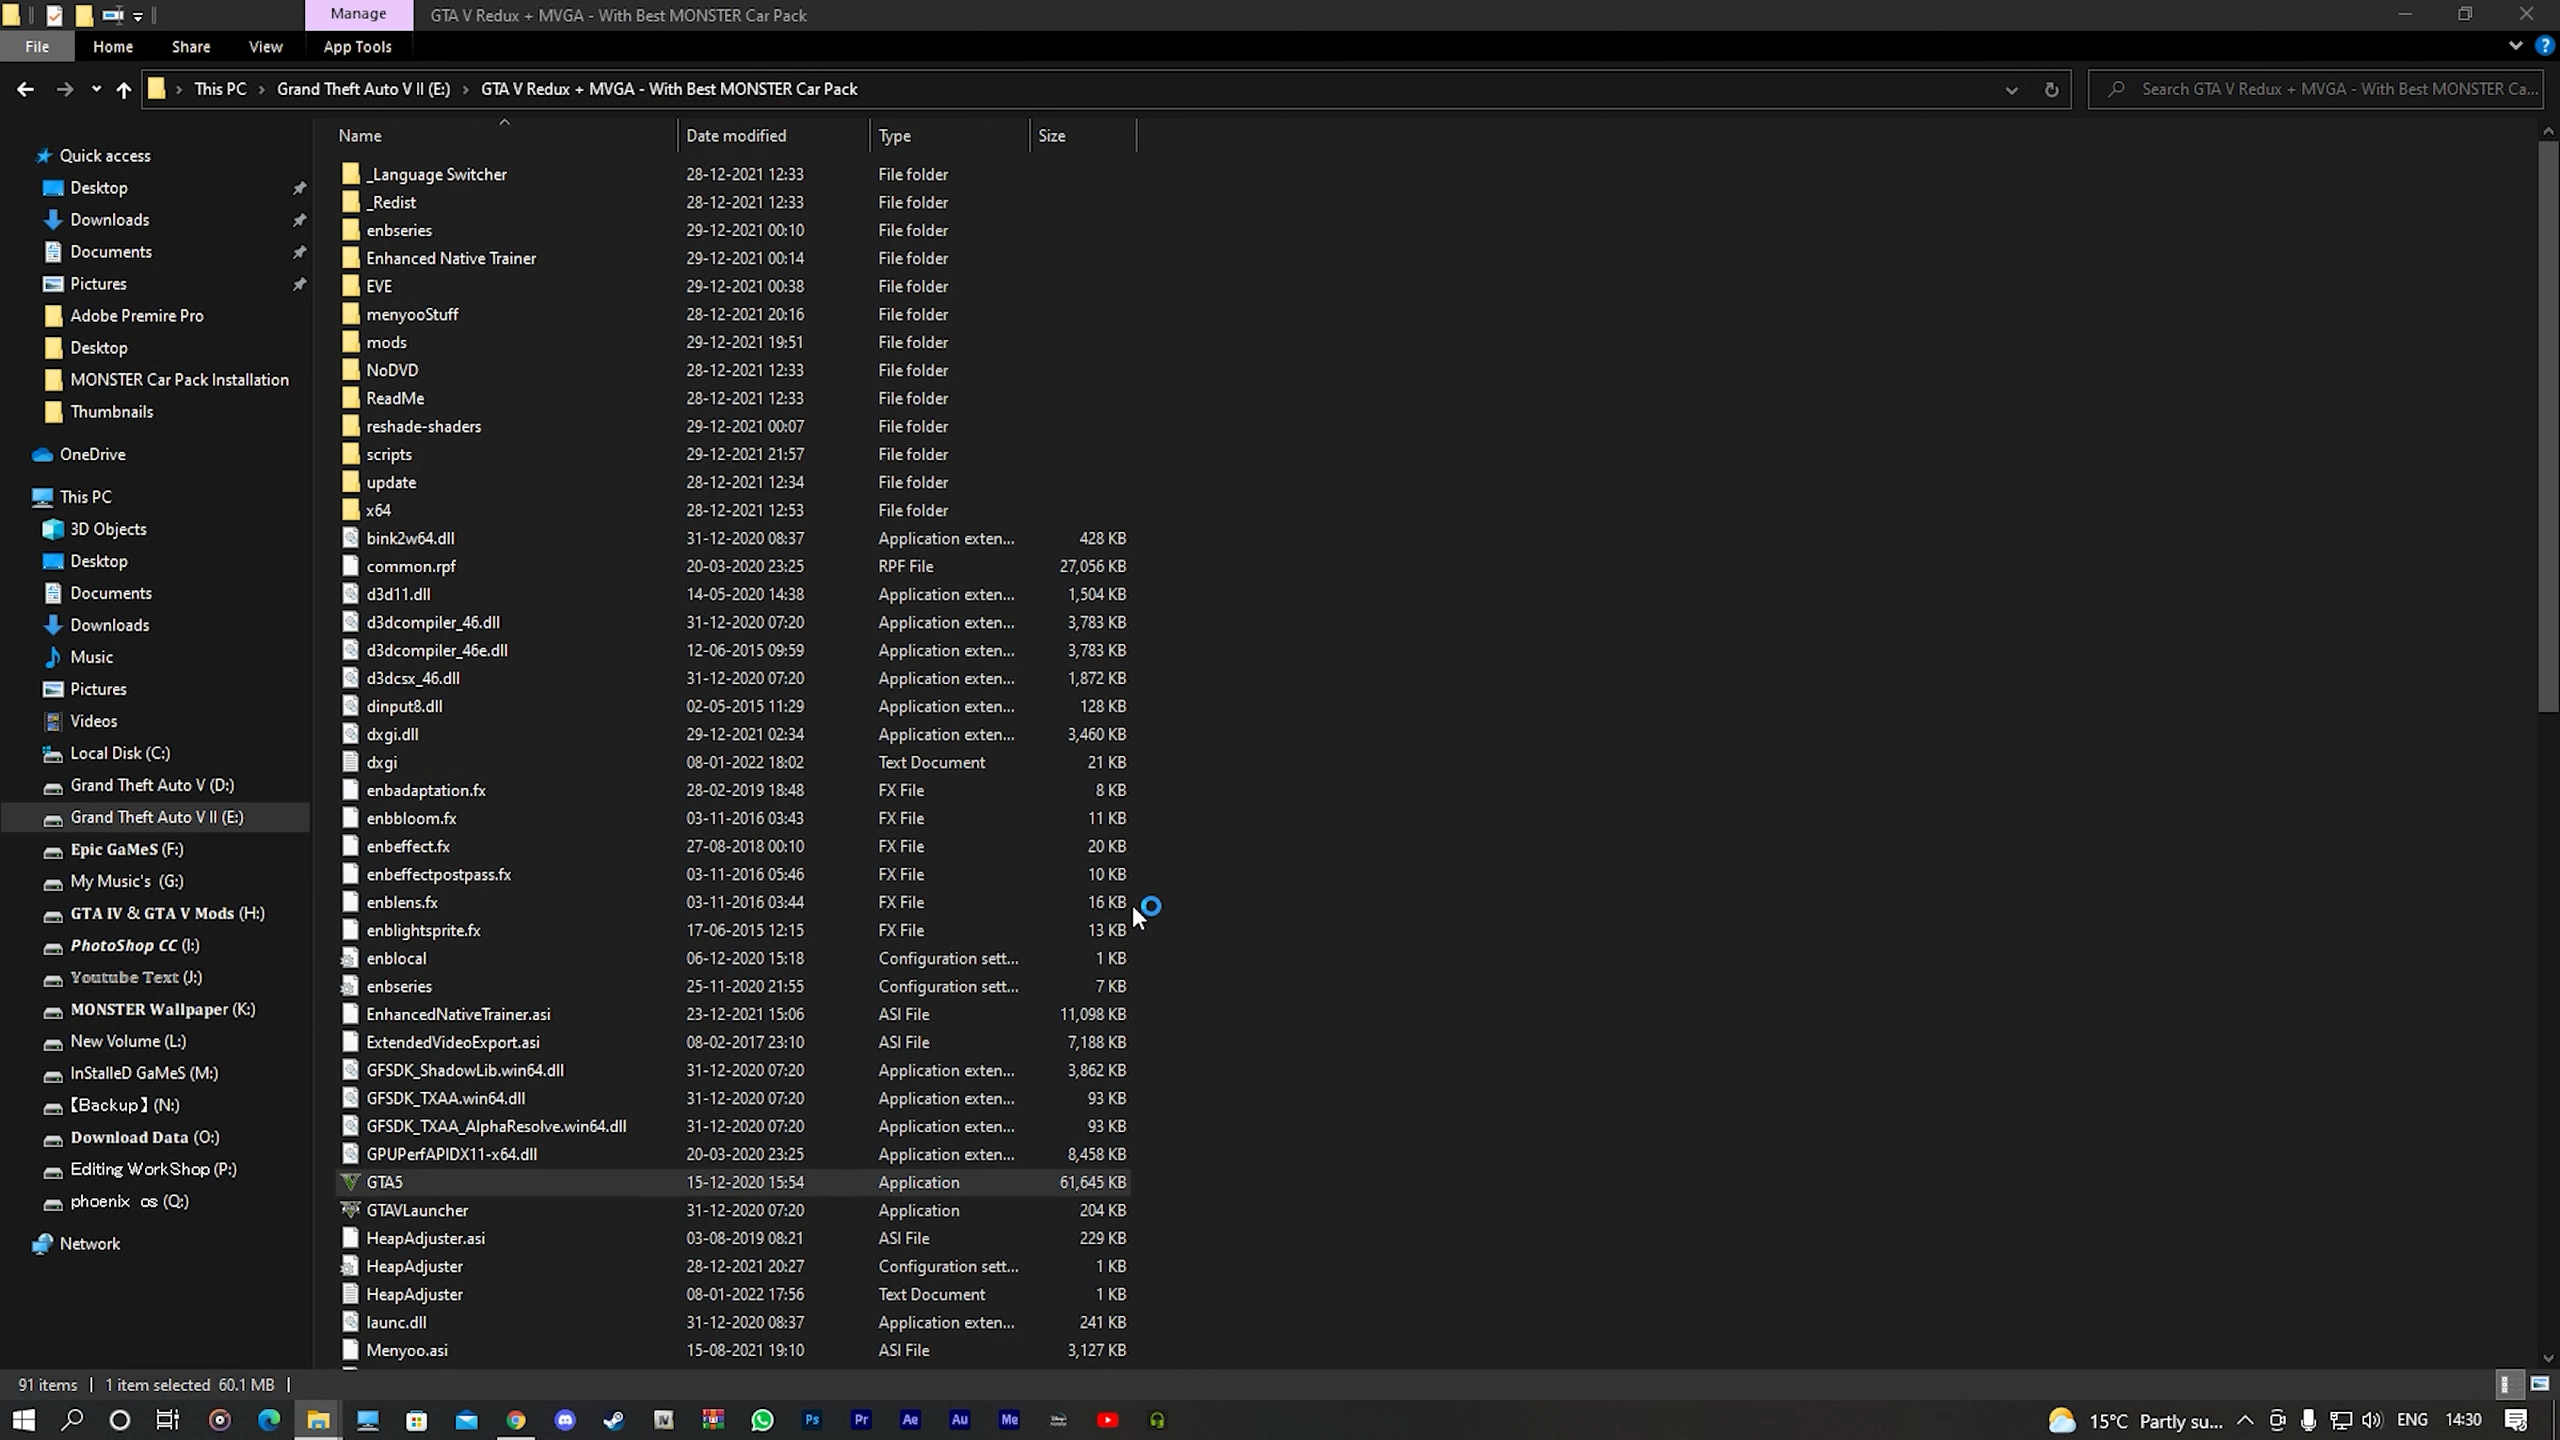 Manage
GTA V Redux + MVGA - With Best MONSTER Car Pack
File
Home
Share
View
App Tools
This PC > Grand Theft Auto V II (E:) > GTA V Redux + MVGA - With Best MONSTER Car Pack
Search GTA V Redux + MVGA - With Best MONSTER Ca...
Quick access
Desktop
Downloads
Documents
Pictures
Adobe Premire Pro
Desktop
MONSTER Car Pack Installation
Thumbnails
OneDrive
This PC
3D Objects
Desktop
Documents
Downloads
Music
Pictures
Videos
Local Disk (C:)
Grand Theft Auto V (D:)
Grand Theft Auto V II (E:)
Epic GaMeS (F:)
My Music's (G:)
GTA IV & GTA V Mods (H:)
PhotoShop CC (I:)
Youtube Text (J:)
MONSTER Wallpaper (K:)
New Volume (L:)
InStalleD GaMeS (M:)
【Backup】(N:)
Download Data (O:)
Editing WorkShop (P:)
phoenix os (Q:)
Network
Name Date modified Type Size
_Language Switcher 28-12-2021 12:33 File folder
_Redist 28-12-2021 12:33 File folder
enbseries 29-12-2021 00:10 File folder
Enhanced Native Trainer 29-12-2021 00:14 File folder
EVE 29-12-2021 00:38 File folder
menyooStuff 28-12-2021 20:16 File folder
mods 29-12-2021 19:51 File folder
NoDVD 28-12-2021 12:33 File folder
ReadMe 28-12-2021 12:33 File folder
reshade-shaders 29-12-2021 00:07 File folder
scripts 29-12-2021 21:57 File folder
update 28-12-2021 12:34 File folder
x64 28-12-2021 12:53 File folder
bink2w64.dll 31-12-2020 08:37 Application exten... 428 KB
common.rpf 20-03-2020 23:25 RPF File 27,056 KB
d3d11.dll 14-05-2020 14:38 Application exten... 1,504 KB
d3dcompiler_46.dll 31-12-2020 07:20 Application exten... 3,783 KB
d3dcompiler_46e.dll 12-06-2015 09:59 Application exten... 3,783 KB
d3dcsx_46.dll 31-12-2020 07:20 Application exten... 1,872 KB
dinput8.dll 02-05-2015 11:29 Application exten... 128 KB
dxgi.dll 29-12-2021 02:34 Application exten... 3,460 KB
dxgi 08-01-2022 18:02 Text Document 21 KB
enbadaptation.fx 28-02-2019 18:48 FX File 8 KB
enbbloom.fx 03-11-2016 03:43 FX File 11 KB
enbeffect.fx 27-08-2018 00:10 FX File 20 KB
enbeffectpostpass.fx 03-11-2016 05:46 FX File 10 KB
enblens.fx 03-11-2016 03:44 FX File 16 KB
enblightsprite.fx 17-06-2015 12:15 FX File 13 KB
enblocal 06-12-2020 15:18 Configuration sett... 1 KB
enbseries 25-11-2020 21:55 Configuration sett... 7 KB
EnhancedNativeTrainer.asi 23-12-2021 15:06 ASI File 11,098 KB
ExtendedVideoExport.asi 08-02-2017 23:10 ASI File 7,188 KB
GFSDK_ShadowLib.win64.dll 31-12-2020 07:20 Application exten... 3,862 KB
GFSDK_TXAA.win64.dll 31-12-2020 07:20 Application exten... 93 KB
GFSDK_TXAA_AlphaResolve.win64.dll 31-12-2020 07:20 Application exten... 93 KB
GPUPerfAPIDX11-x64.dll 20-03-2020 23:25 Application exten... 8,458 KB
GTA5 15-12-2020 15:54 Application 61,645 KB
GTAVLauncher 31-12-2020 07:20 Application 204 KB
HeapAdjuster.asi 03-08-2019 08:21 ASI File 229 KB
HeapAdjuster 28-12-2021 20:27 Configuration sett... 1 KB
HeapAdjuster 08-01-2022 17:56 Text Document 1 KB
launc.dll 31-12-2020 08:37 Application exten... 241 KB
Menyoo.asi 15-08-2021 19:10 ASI File 3,127 KB
91 items | 1 item selected 60.1 MB |
IV
Ps
Pr
Ae
Au
Me
15°C Partly su...
ENG
14:30